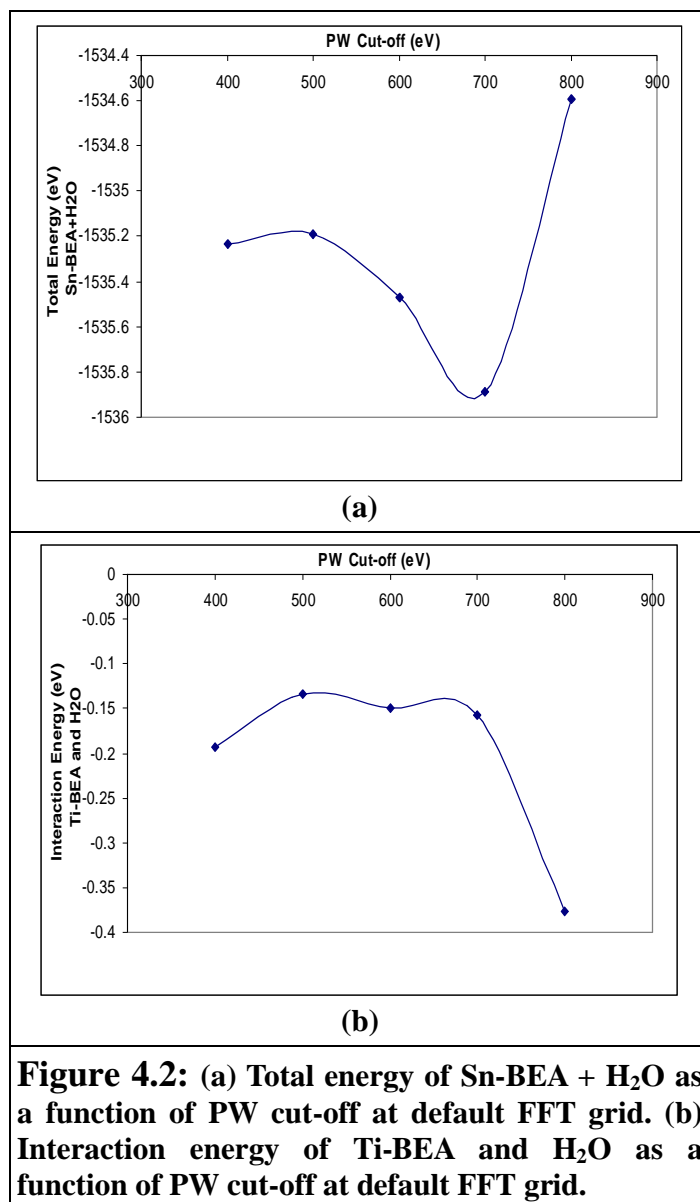 PW Cut-off (eV)
-1534.4
300 400 500 600 700 800 900
-1534.6
-1534.8
-1535
-1535.2
-1535.4
-1535.6
-1535.8
-1536
Total Energy (eV)
Sn-BEA+H2O
(a)
PW Cut-off (eV)
0
300 400 500 600 700 800 900
-0.05
-0.1
-0.15
-0.2
-0.25
-0.3
-0.35
-0.4
Interaction Energy (eV)
Ti-BEA and H2O
(b)
Figure 4.2: (a) Total energy of Sn-BEA + H₂O as
a function of PW cut-off at default FFT grid. (b)
Interaction energy of Ti-BEA and H₂O as a
function of PW cut-off at default FFT grid.